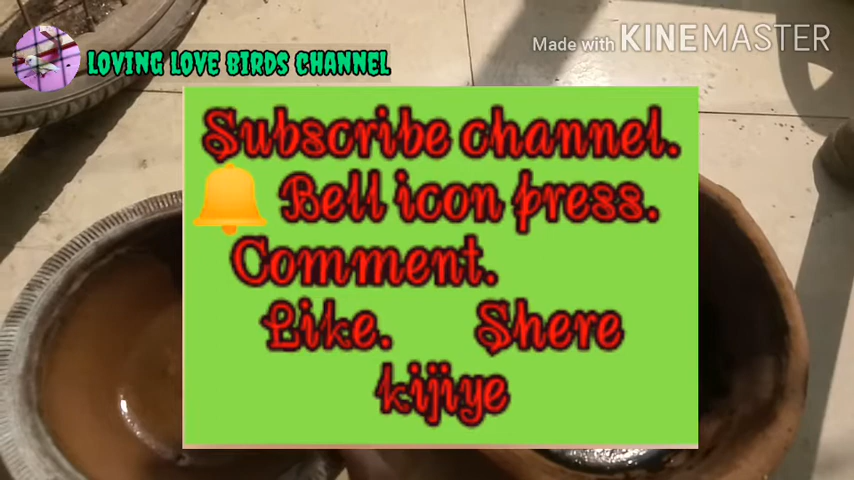 Made with KINEMASTER
LOVING LOVE BIRDS CHANNEL
Subscribe channel.
Bell icon press.
Comment.
Like. Shere
kijiye